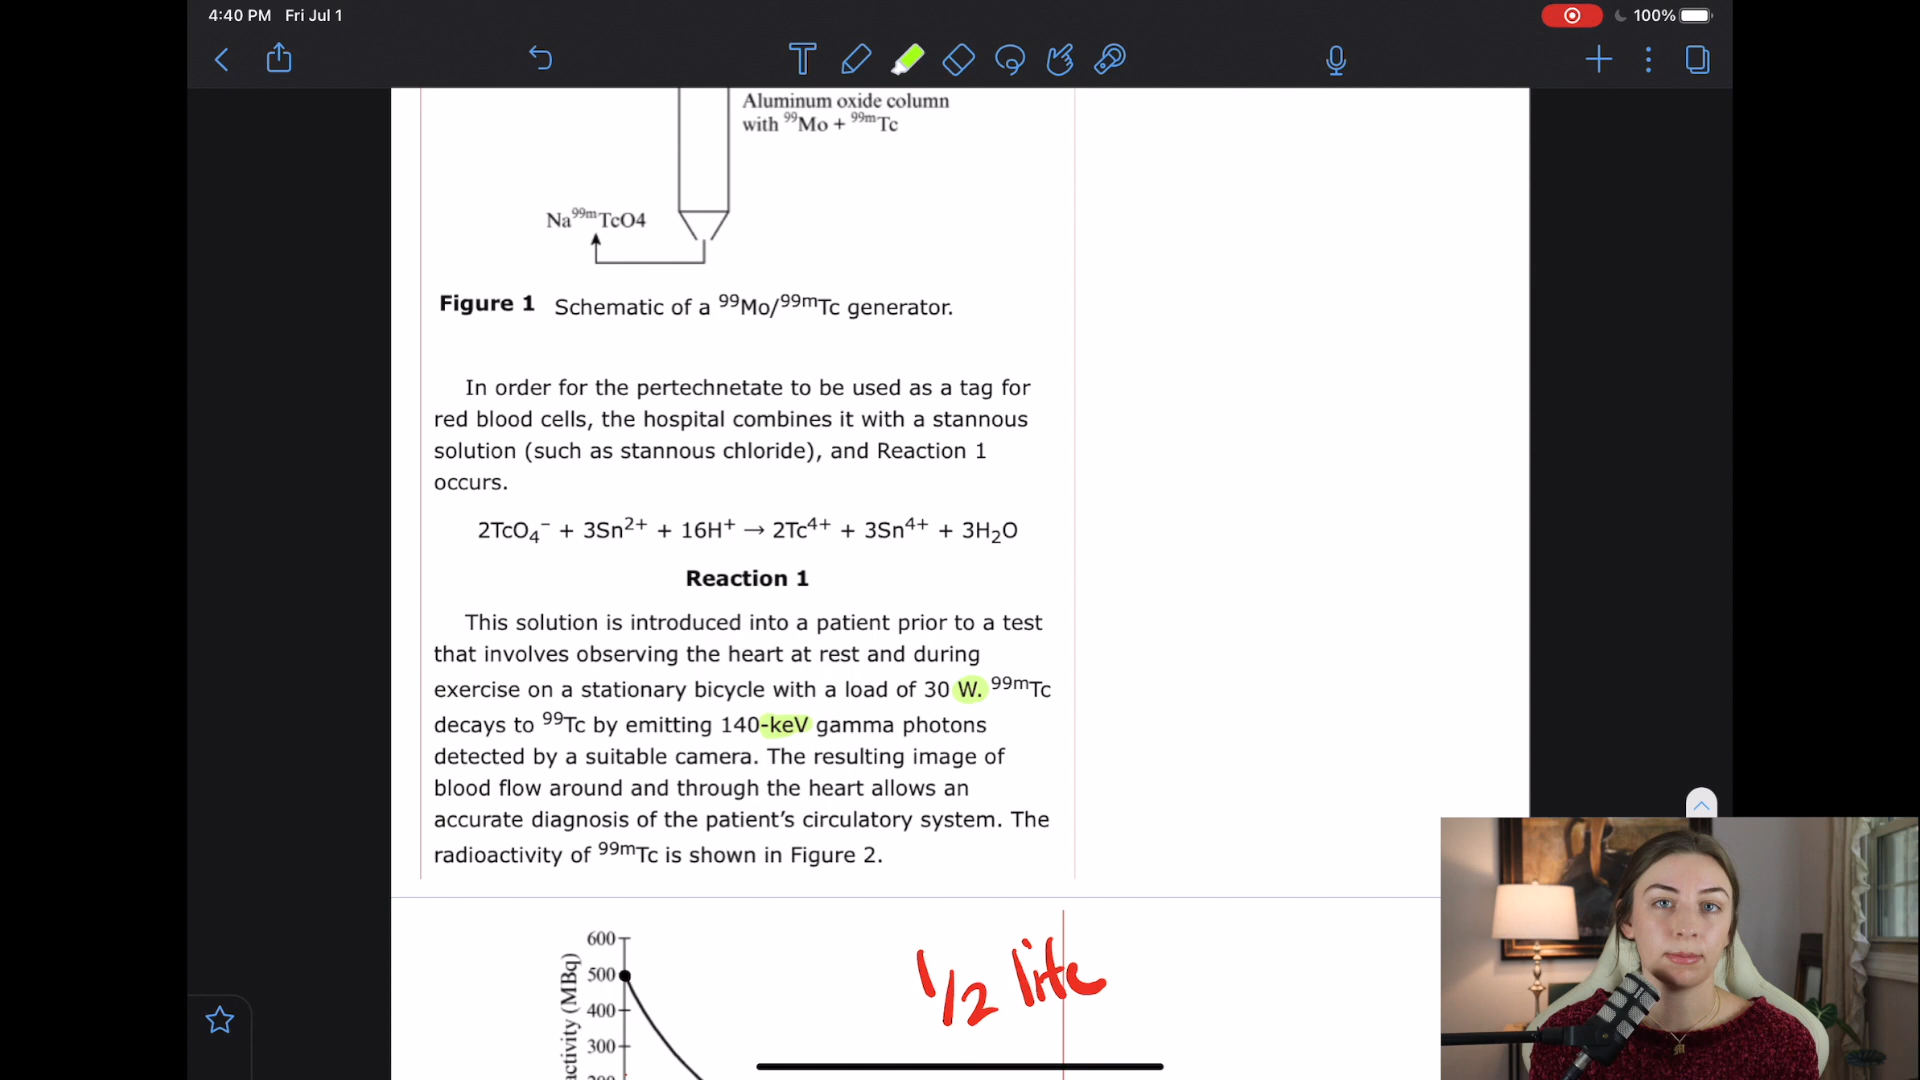 4:40 PM Fri Jul 1
100%
Aluminum oxide column
with ⁹⁹Mo + ⁹⁹ᵐTc
Na⁹⁹ᵐTcO4
Figure 1 Schematic of a ⁹⁹Mo/⁹⁹ᵐTc generator.
In order for the pertechnetate to be used as a tag for
red blood cells, the hospital combines it with a stannous
solution (such as stannous chloride), and Reaction 1
occurs.
2TcO₄⁻ + 3Sn²⁺ + 16H⁺ → 2Tc⁴⁺ + 3Sn⁴⁺ + 3H₂O
Reaction 1
This solution is introduced into a patient prior to a test
that involves observing the heart at rest and during
exercise on a stationary bicycle with a load of 30 W. ⁹⁹ᵐTc
decays to ⁹⁹Tc by emitting 140-keV gamma photons
detected by a suitable camera. The resulting image of
blood flow around and through the heart allows an
accurate diagnosis of the patient's circulatory system. The
radioactivity of ⁹⁹ᵐTc is shown in Figure 2.
600
500
400
300
activity (MBq)
1/2 life